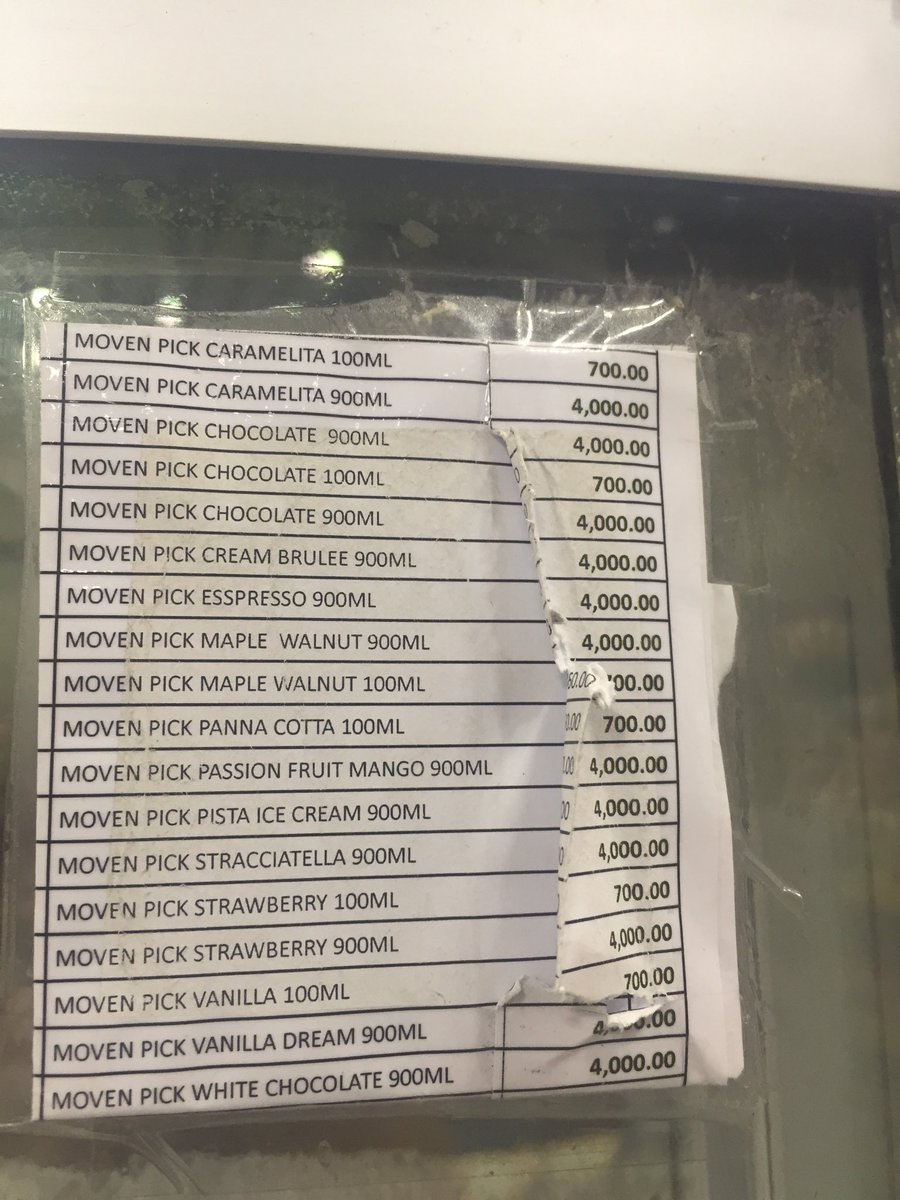 MOVEN PICK CARAMELITA 100ML 700.00
MOVEN PICK CARAMELITA 900ML 4,000.00
MOVEN PICK CHOCOLATE 900ML 4,000.00
MOVEN PICK CHOCOLATE 100ML 700.00
MOVEN PICK CHOCOLATE 900ML 4,000.00
MOVEN PICK CREAM BRULEE 900ML 4,000.00
MOVEN PICK ESSPRESSO 900ML 4,000.00
MOVEN PICK MAPLE WALNUT 900ML 4,000.00
MOVEN PICK MAPLE WALNUT 100ML
MOVEN PICK PANNA COTTA 100ML 700.00
MOVEN PICK PASSION FRUIT MANGO 900ML 4,000.00
MOVEN PICK PISTA ICE CREAM 900ML 4,000.00
MOVEN PICK STRACCIATELLA 900ML 4,000.00
MOVEN PICK STRAWBERRY 100ML 700.00
MOVEN PICK STRAWBERRY 900ML 4,000.00
MOVEN PICK VANILLA 100ML 700.00
MOVEN PICK VANILLA DREAM 900ML
MOVEN PICK WHITE CHOCOLATE 900ML 4,000.00